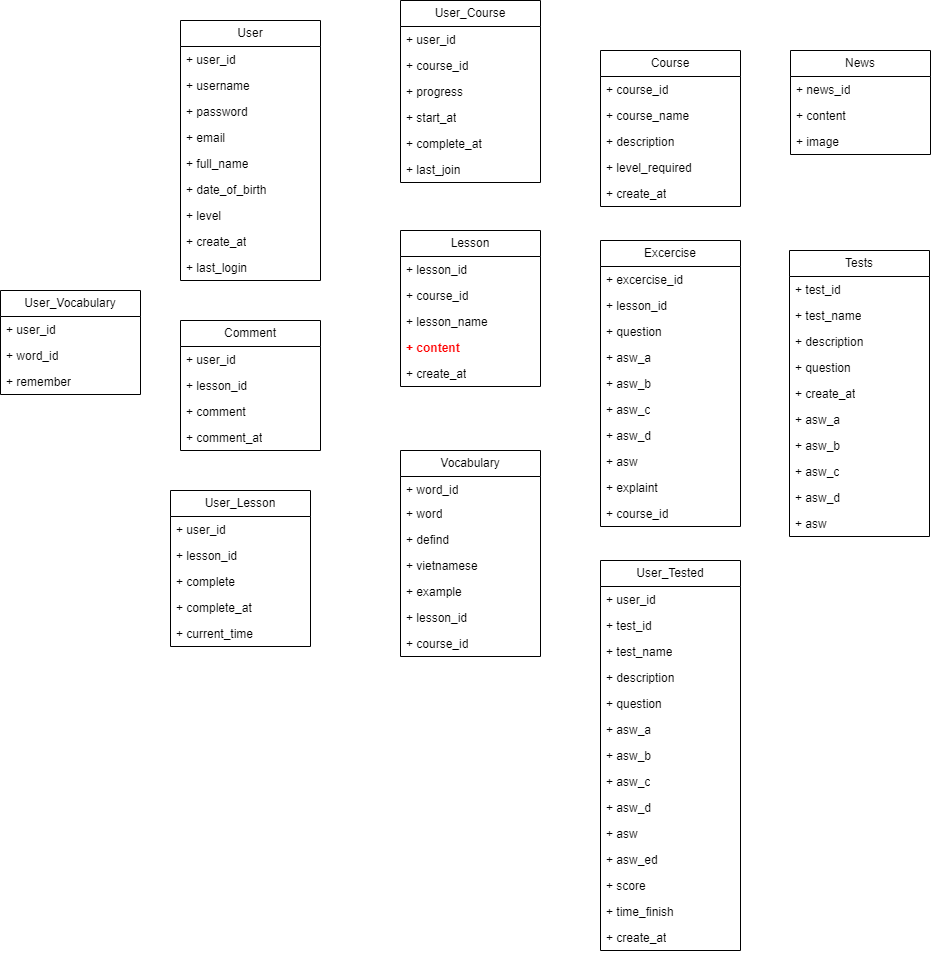 User
+ user_id
+ username
+ password
+ email
+ full_name
+ date_of_birth
+ level
+ create_at
+ last_login
User_Course
+ user_id
+ course_id
+ progress
+ start_at
+ complete_at
+ last_join
Course
+ course_id
+ course_name
+ description
+ level_required
+ create_at
News
+ news_id
+ content
+ image
User_Vocabulary
+ user_id
+ word_id
+ remember
Comment
+ user_id
+ lesson_id
+ comment
+ comment_at
Lesson
+ lesson_id
+ course_id
+ lesson_name
+ content
+ create_at
Excercise
+ excercise_id
+ lesson_id
+ question
+ asw_a
+ asw_b
+ asw_c
+ asw_d
+ asw
+ explaint
+ course_id
Tests
+ test_id
+ test_name
+ description
+ question
+ create_at
+ asw_a
+ asw_b
+ asw_c
+ asw_d
+ asw
User_Lesson
+ user_id
+ lesson_id
+ complete
+ complete_at
+ current_time
Vocabulary
+ word_id
+ word
+ defind
+ vietnamese
+ example
+ lesson_id
+ course_id
User_Tested
+ user_id
+ test_id
+ test_name
+ description
+ question
+ asw_a
+ asw_b
+ asw_c
+ asw_d
+ asw
+ asw_ed
+ score
+ time_finish
+ create_at